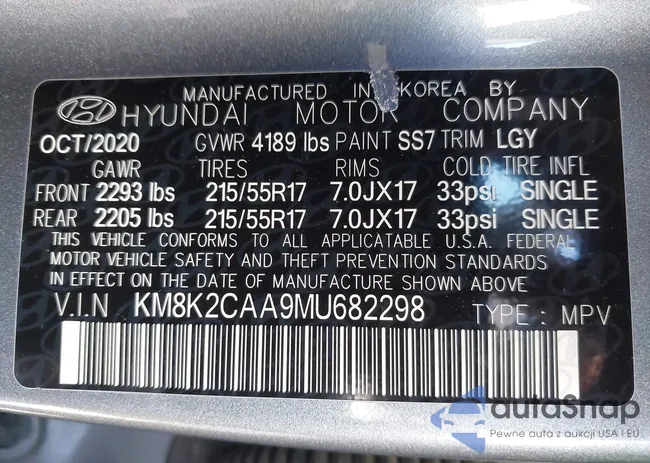 MANUFACTURED IN KOREA BY
HYUNDAI MOTOR COMPANY
OCT/2020 GVWR 4189 lbs PAINT SS7 TRIM LGY
GAWR TIRES RIMS COLD TIRE INFL
FRONT 2293 lbs 215/55R17 7.0JX17 33psi SINGLE
REAR 2205 lbs 215/55R17 7.0JX17 33psi SINGLE
THIS VEHICLE CONFORMS TO ALL APPLICATABLE U.S.A. FEDERAL
MOTOR VEHICLE SAFETY AND THEFT PREVENTION STANDARDS
IN EFFECT ON THE DATE OF MANUFACTURE SHOWN ABOVE
V.I.N KM8K2CAA9MU682298 TYPE : MPV
autoSnap
Pewne auta z aukcji USA i EU